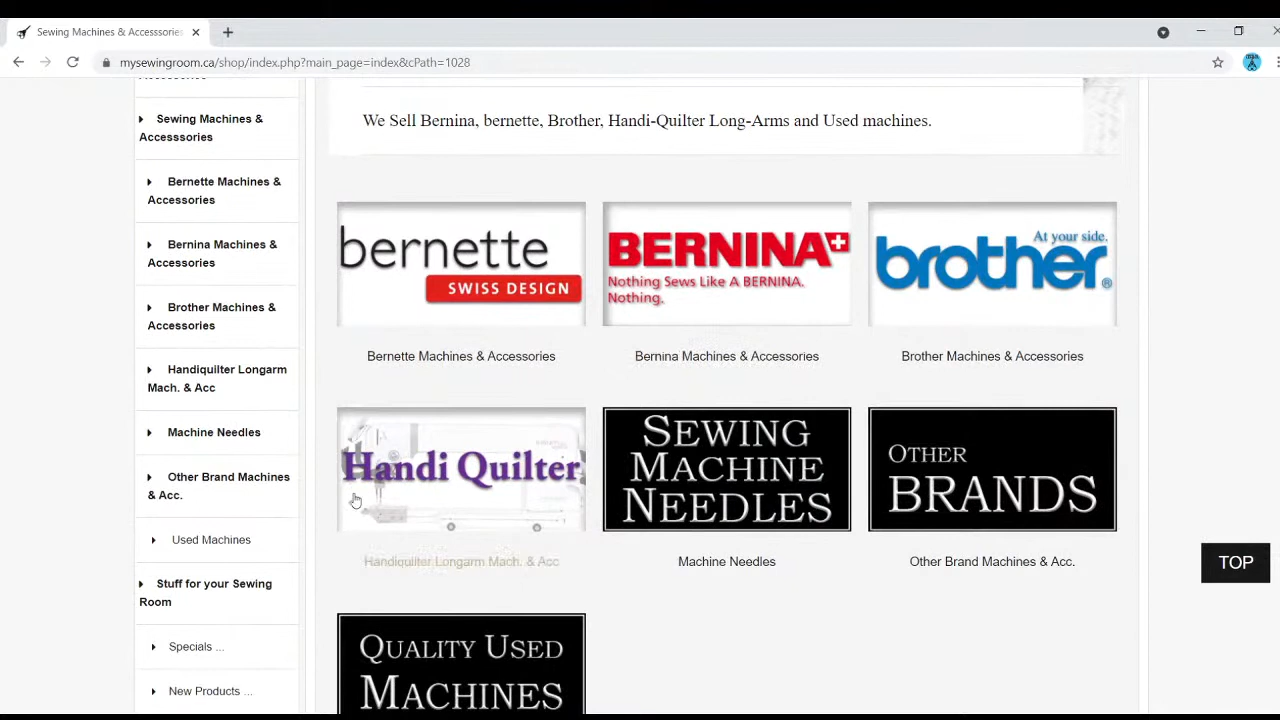 Sewing Machines & Accesssories
mysewingroom.ca/shop/index.php?main_page=index&cPath=1028
Accessories
Sewing Machines &
Accesssories
Bernette Machines &
Accessories
Bernina Machines &
Accessories
Brother Machines &
Accessories
Handiquilter Longarm
Mach. & Acc
Machine Needles
Other Brand Machines
& Acc.
Used Machines
Stuff for your Sewing
Room
Specials ...
New Products ...
We Sell Bernina, bernette, Brother, Handi-Quilter Long-Arms and Used machines.
bernette
SWISS DESIGN
BERNINA
Nothing Sews Like A BERNINA.
Nothing.
At your side.
brother®
Bernette Machines & Accessories
Bernina Machines & Accessories
Brother Machines & Accessories
Handi Quilter
SEWING
MACHINE
NEEDLES
OTHER
BRANDS
Handiquilter Longarm Mach. & Acc
Machine Needles
Other Brand Machines & Acc.
QUALITY USED
MACHINES
TOP